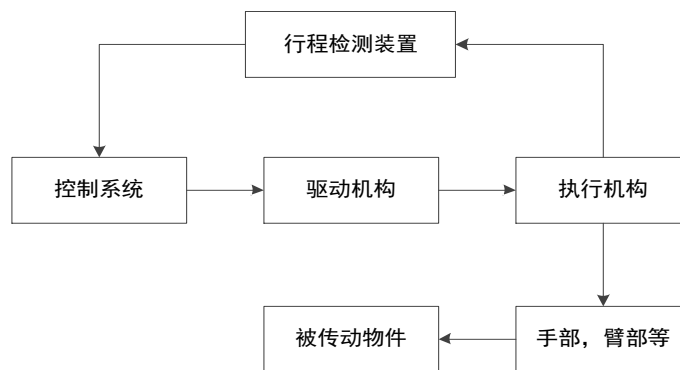 行程检测装置
控制系统
驱动机构
执行机构
被传动物件
手部，臂部等